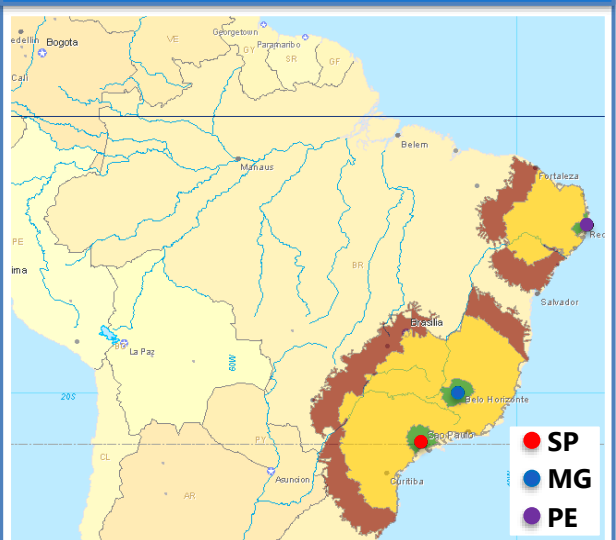 Georgetown
edellin
Bogota
VE
Paramaribo
GY
SR
GF
Cali
Belem
Manaus
Fortaleza
PE
Rec
BR
ima
Salvador
Brasilia
La Paz
60W
20S
Belo Horizonte
Sao Paulo
SP
PY
CL
Asuncion
Curitiba
MG
AR
PE